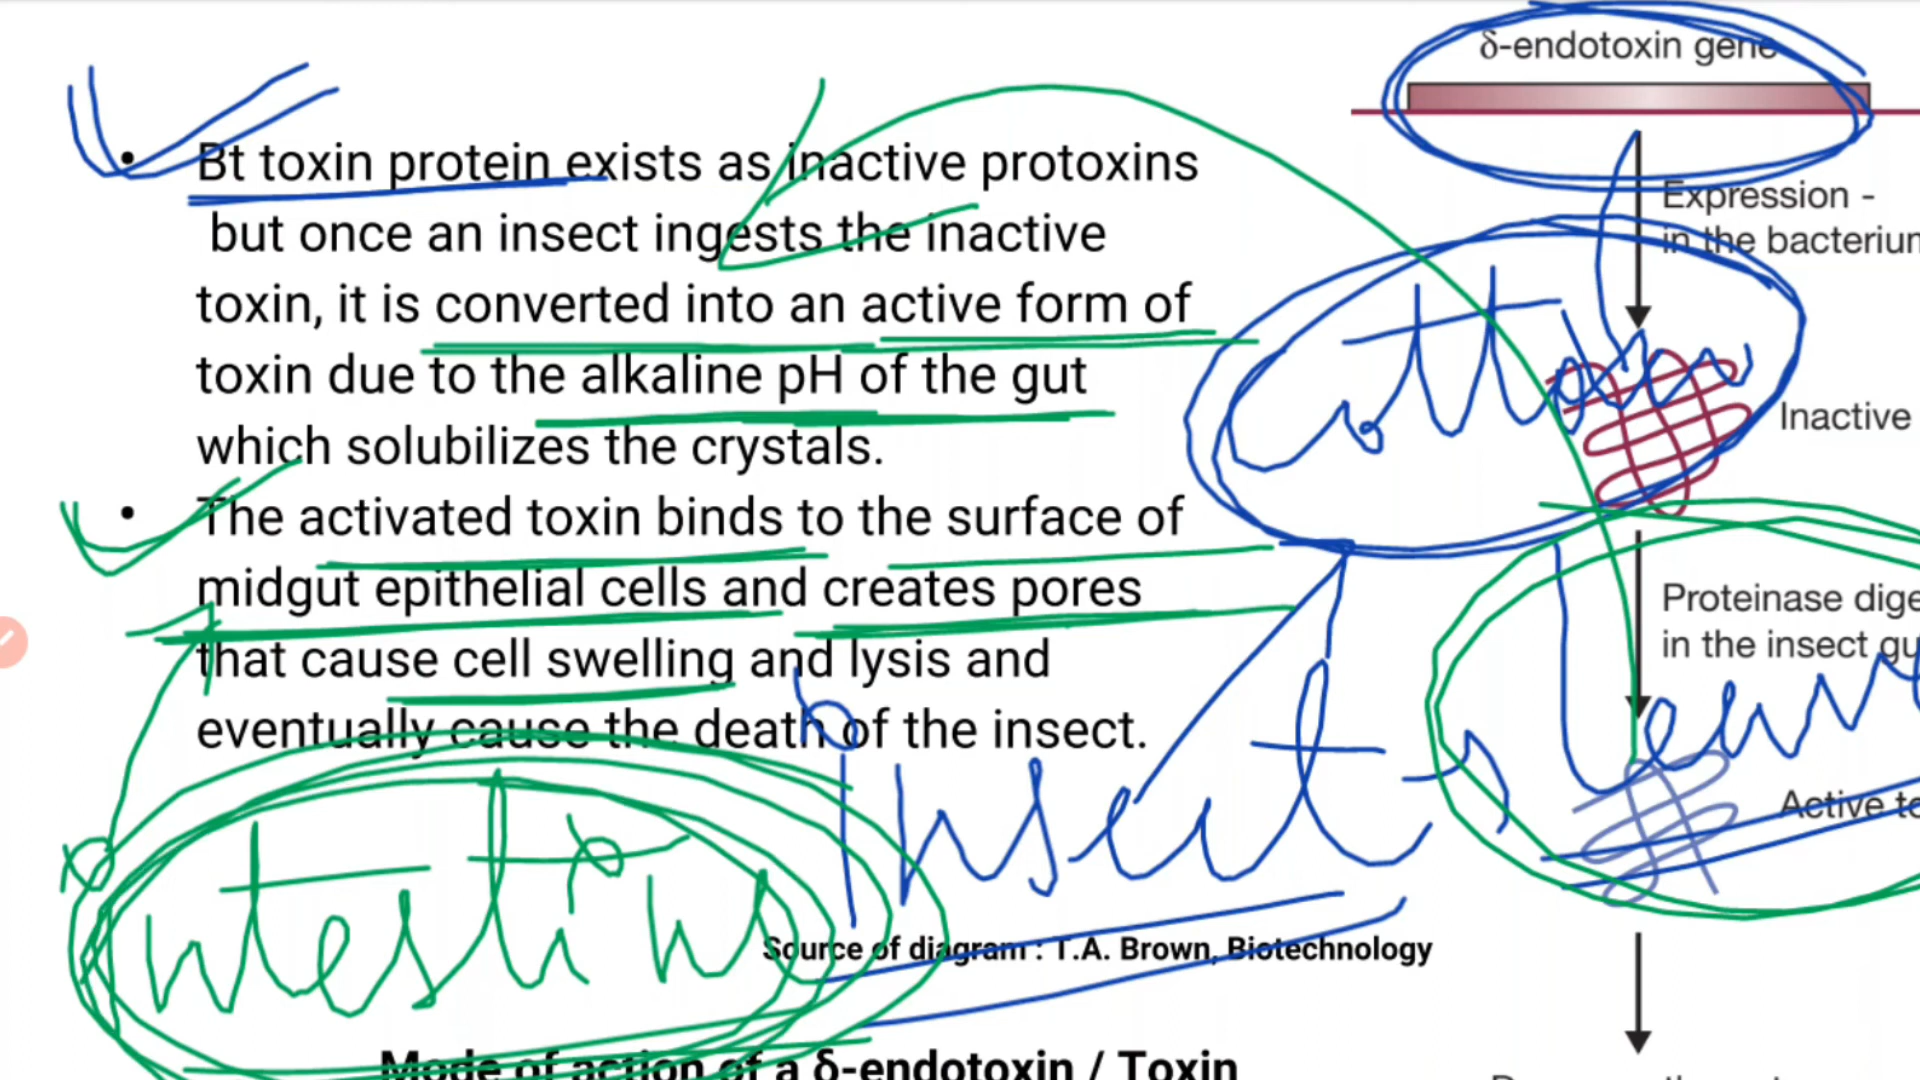 δ-endotoxin gene
• Bt toxin protein exists as inactive protoxins
but once an insect ingests the inactive
toxin, it is converted into an active form of
toxin due to the alkaline pH of the gut
which solubilizes the crystals.
• The activated toxin binds to the surface of
midgut epithelial cells and creates pores
that cause cell swelling and lysis and
eventually cause the death of the insect.
Expression -
in the bacterium
cotton
Inactive
Proteinase dige
in the insect gu
Active to
Insect
intestine
Source of diagram : T.A. Brown, Biotechnology
Mode of action of a δ-endotoxin / Toxin